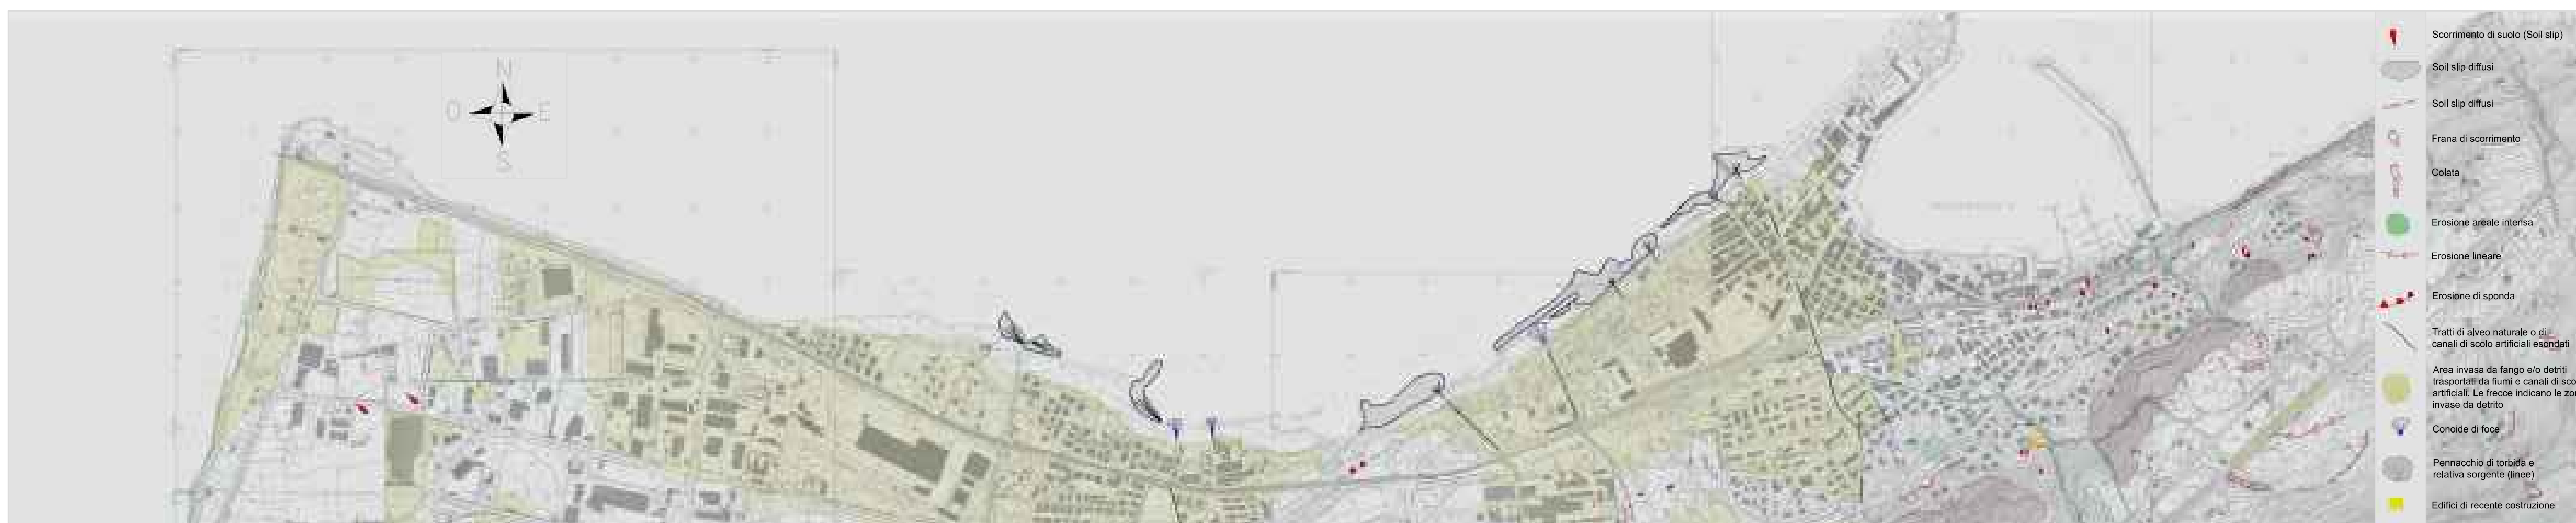 N
O E
S
Scorrimento di suolo (Soil slip)
Soil slip diffusi
Soil slip diffusi
Frana di scorrimento
Colata
Erosione areale intensa
Erosione lineare
Erosione di sponda
Tratti di alveo naturale o di
canali di scolo artificiali esondati
Area invasa da fango e/o detriti
trasportati da fiumi e canali di sco
artificiali. Le frecce indicano le zo
invase da detrito
Conoide di foce
Pennacchio di torbida e
relativa sorgente (linee)
Edifici di recente costruzione